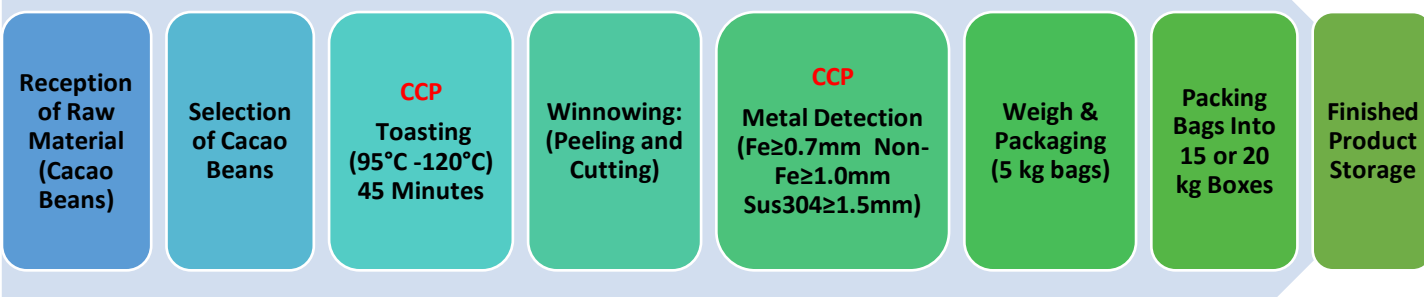 Reception
of Raw
Material
(Cacao
Beans)
Selection
of Cacao
Beans
CCP
Toasting
(95°C -120°C)
45 Minutes
Winnowing:
(Peeling and
Cutting)
CCP
Metal Detection
(Fe≥0.7mm Non-
Fe≥1.0mm
Sus304≥1.5mm)
Weigh &
Packaging
(5 kg bags)
Packing
Bags Into
15 or 20
kg Boxes
Finished
Product
Storage